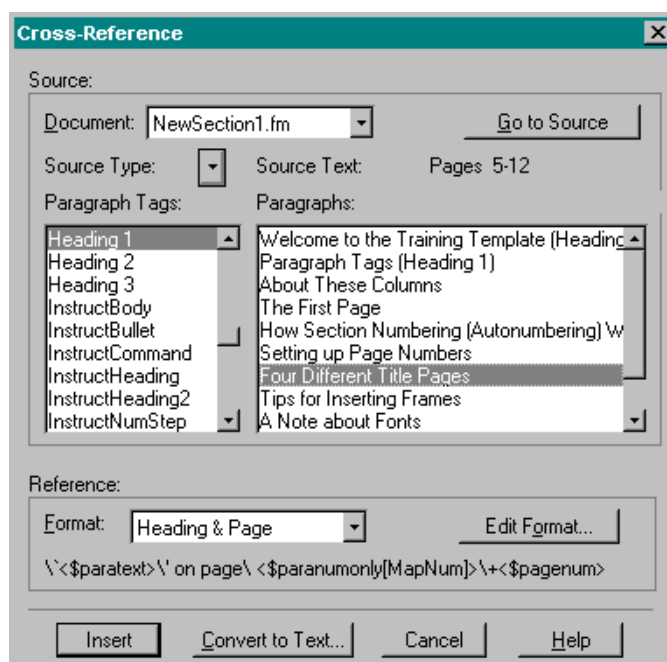 Cross-Reference
Source:
Document: NewSection1.fm Go to Source
Source Type: Source Text: Pages 5-12
Paragraph Tags: Paragraphs:
Heading 1
Heading 2
Heading 3
InstructBody
InstructBullet
InstructCommand
InstructHeading
InstructHeading2
InstructNumStep
Welcome to the Training Template (Heading
Paragraph Tags (Heading 1)
About These Columns
The First Page
How Section Numbering (Autonumbering) W
Setting up Page Numbers
Four Different Title Pages
Tips for Inserting Frames
A Note about Fonts
Reference:
Format: Heading & Page Edit Format...
\`<$paratext>\' on page\ <$paranumonly[MapNum]>\+<$pagenum>
Insert Convert to Text... Cancel Help